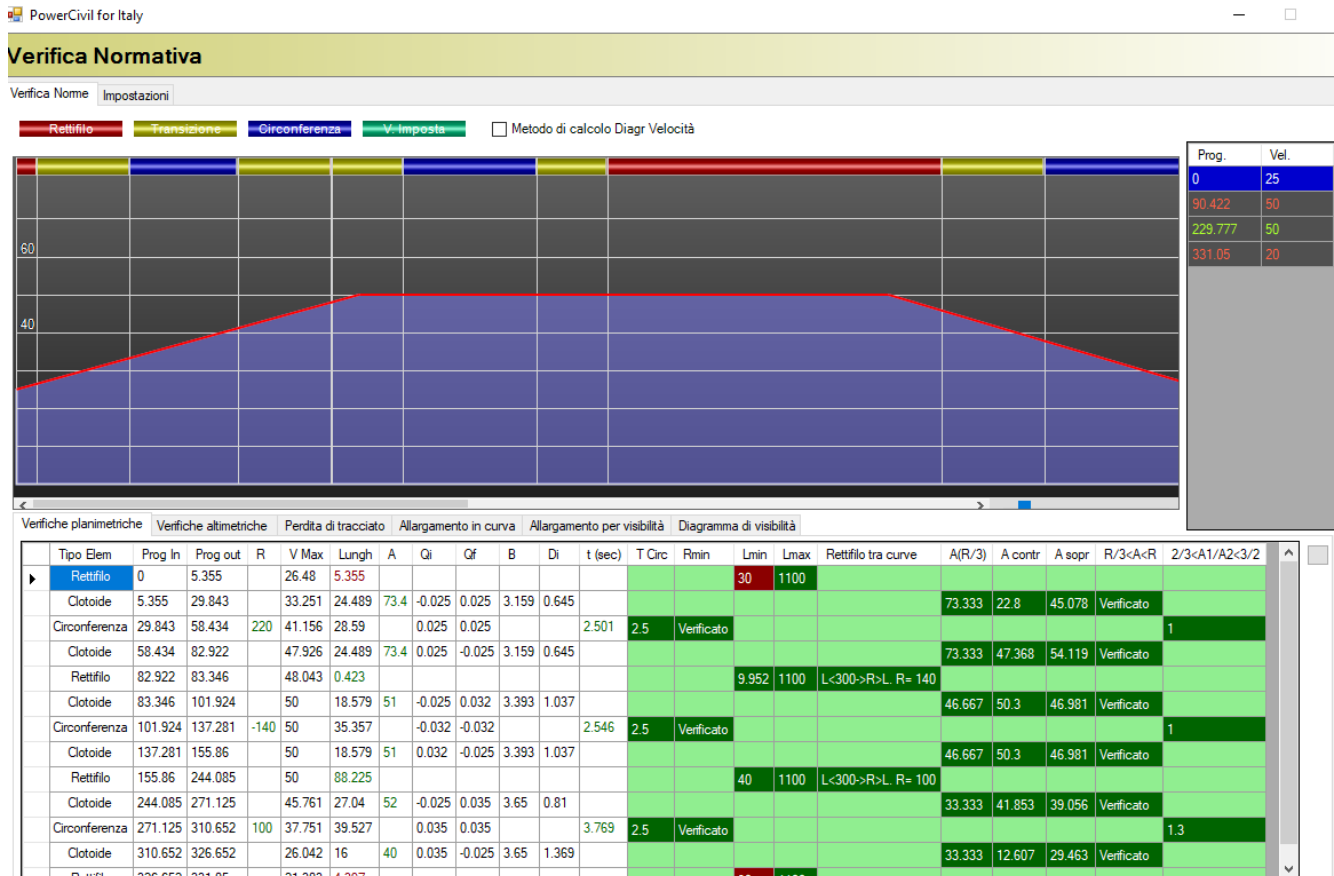 PowerCivil for Italy
Verifica Normativa
Verifica Norme Impostazioni
Rettifilo Transizione Circonferenza V. Imposta Metodo di calcolo Diagr Velocità
Prog. Vel.
0 25
90.422 50
229.777 50
331.05 20
60
40
Verifiche planimetriche Verifiche altimetriche Perdita di tracciato Allargamento in curva Allargamento per visibilità Diagramma di visibilità
Tipo Elem Prog In Prog out R V Max Lungh A Qi Qf B Di t (sec) T Circ Rmin Lmin Lmax Rettifilo tra curve A(R/3) A contr A sopr R/3<A<R 2/3<A1/A2<3/2
Rettifilo 0 5.355 26.48 5.355 30 1100
Clotoide 5.355 29.843 33.251 24.489 73.4 -0.025 0.025 3.159 0.645 73.333 22.8 45.078 Verificato
Circonferenza 29.843 58.434 220 41.156 28.59 0.025 0.025 2.501 2.5 Verificato 1
Clotoide 58.434 82.922 47.926 24.489 73.4 0.025 -0.025 3.159 0.645 73.333 47.368 54.119 Verificato
Rettifilo 82.922 83.346 48.043 0.423 9.952 1100 L<300->R>L. R= 140
Clotoide 83.346 101.924 50 18.579 51 -0.025 0.032 3.393 1.037 46.667 50.3 46.981 Verificato
Circonferenza 101.924 137.281 -140 50 35.357 -0.032 -0.032 2.546 2.5 Verificato 1
Clotoide 137.281 155.86 50 18.579 51 0.032 -0.025 3.393 1.037 46.667 50.3 46.981 Verificato
Rettifilo 155.86 244.085 50 88.225 40 1100 L<300->R>L. R= 100
Clotoide 244.085 271.125 45.761 27.04 52 -0.025 0.035 3.65 0.81 33.333 41.853 39.056 Verificato
Circonferenza 271.125 310.652 100 37.751 39.527 0.035 0.035 3.769 2.5 Verificato 1.3
Clotoide 310.652 326.652 26.042 16 40 0.035 -0.025 3.65 1.369 33.333 12.607 29.463 Verificato